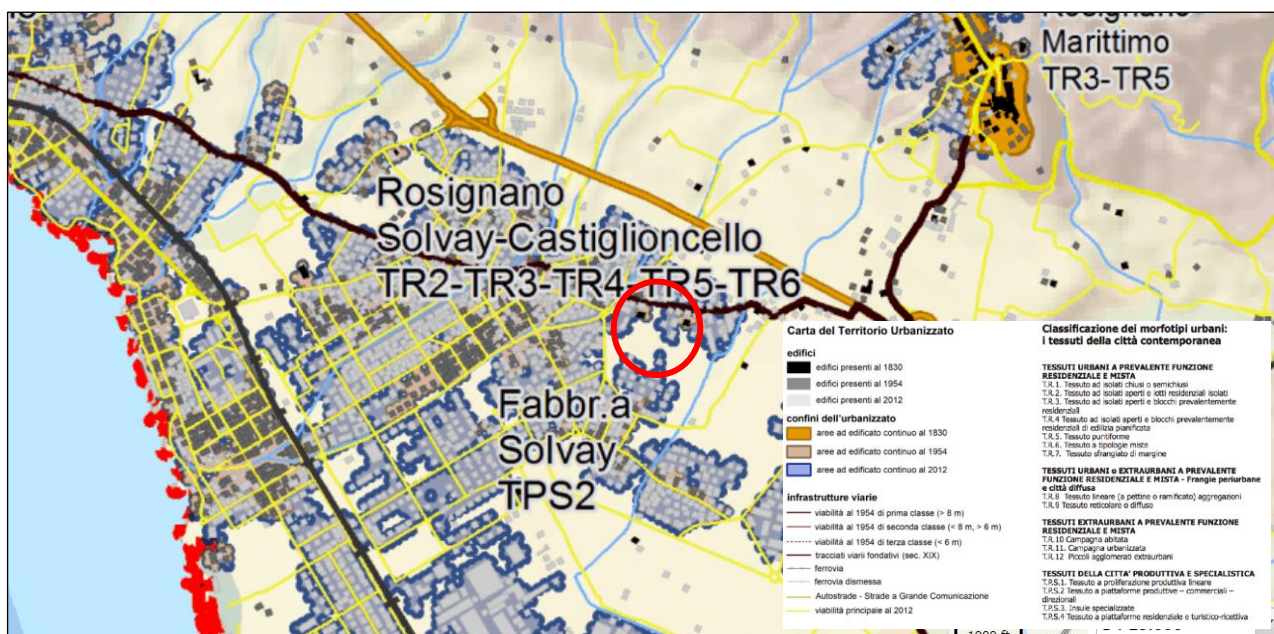 Rosignano
Marittimo
TR3-TR5
Rosignano
Solvay-Castiglioncello
TR2-TR3-TR4-TR5-TR6
Fabbr.a
Solvay
TPS2
Carta del Territorio Urbanizzato
edifici
edifici presenti al 1830
edifici presenti al 1954
edifici presenti al 2012
confini dell'urbanizzato
aree ad edificato continuo al 1830
aree ad edificato continuo al 1954
aree ad edificato continuo al 2012
infrastrutture viarie
viabilità al 1954 di prima classe (> 8 m)
viabilità al 1954 di seconda classe (< 8 m, > 6 m)
viabilità al 1954 di terza classe (< 6 m)
tracciati viarii fondativi (sec. XIX)
ferrovia
ferrovia dismessa
Autostrade - Strade a Grande Comunicazione
viabilità principale al 2012
Classificazione dei morfotipi urbani:
i tessuti della città contemporanea
TESSUTI URBANI A PREVALENTE FUNZIONE
RESIDENZIALE E MISTA
T.R.1. Tessuto ad isolati chiusi o semichiusi
T.R.2. Tessuto ad isolati aperti e lotti residenziali isolati
T.R.3. Tessuto ad isolati aperti e blocchi prevalentemente
residenziali
T.R.4 Tessuto ad isolati aperti e blocchi prevalentemente
residenziali di edilizia pianificata
T.R.5. Tessuto puntiforme
T.R.6. Tessuto a tipologie miste
T.R.7. Tessuto sfrangiato di margine
TESSUTI URBANI o EXTRAURBANI A PREVALENTE
FUNZIONE RESIDENZIALE E MISTA - Frangie periurbane
e città diffusa
T.R.8 Tessuto lineare (a pettine o ramificato) aggregazioni
T.R.9 Tessuto reticolare o diffuso
TESSUTI EXTRAURBANI A PREVALENTE FUNZIONE
RESIDENZIALE E MISTA
T.R.10 Campagna abitata
T.R.11. Campagna urbanizzata
T.R.12 Piccoli agglomerati extraurbani
TESSUTI DELLA CITTA' PRODUTTIVA E SPECIALISTICA
T.P.S.1. Tessuto a proliferazione produttiva lineare
T.P.S.2 Tessuto a piattaforme produttive – commerciali –
direzionali
T.P.S.3. Insule specializzate
T.P.S.4 Tessuto a piattaforme residenziale e turistico-ricettiva